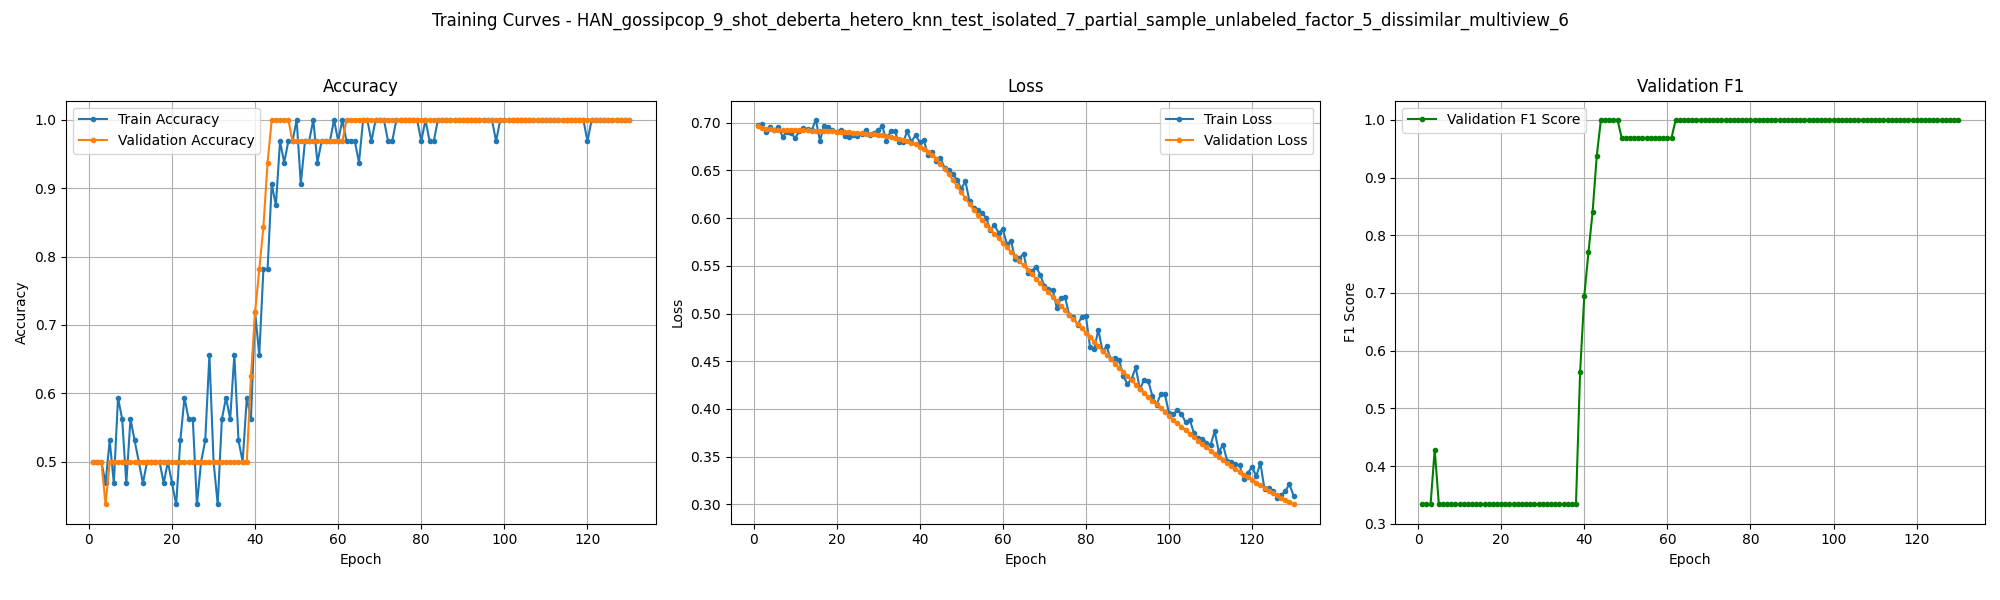 Training Curves - HAN_gossipcop_9_shot_deberta_hetero_knn_test_isolated_7_partial_sample_unlabeled_factor_5_dissimilar_multiview_6
Accuracy
Train Accuracy
Validation Accuracy
1.0
0.9
0.8
0.7
0.6
0.5
Accuracy
0 20 40 60 80 100 120
Epoch
Loss
Train Loss
Validation Loss
0.70
0.65
0.60
0.55
0.50
0.45
0.40
0.35
0.30
Loss
0 20 40 60 80 100 120
Epoch
Validation F1
Validation F1 Score
1.0
0.9
0.8
0.7
0.6
0.5
0.4
0.3
F1 Score
0 20 40 60 80 100 120
Epoch